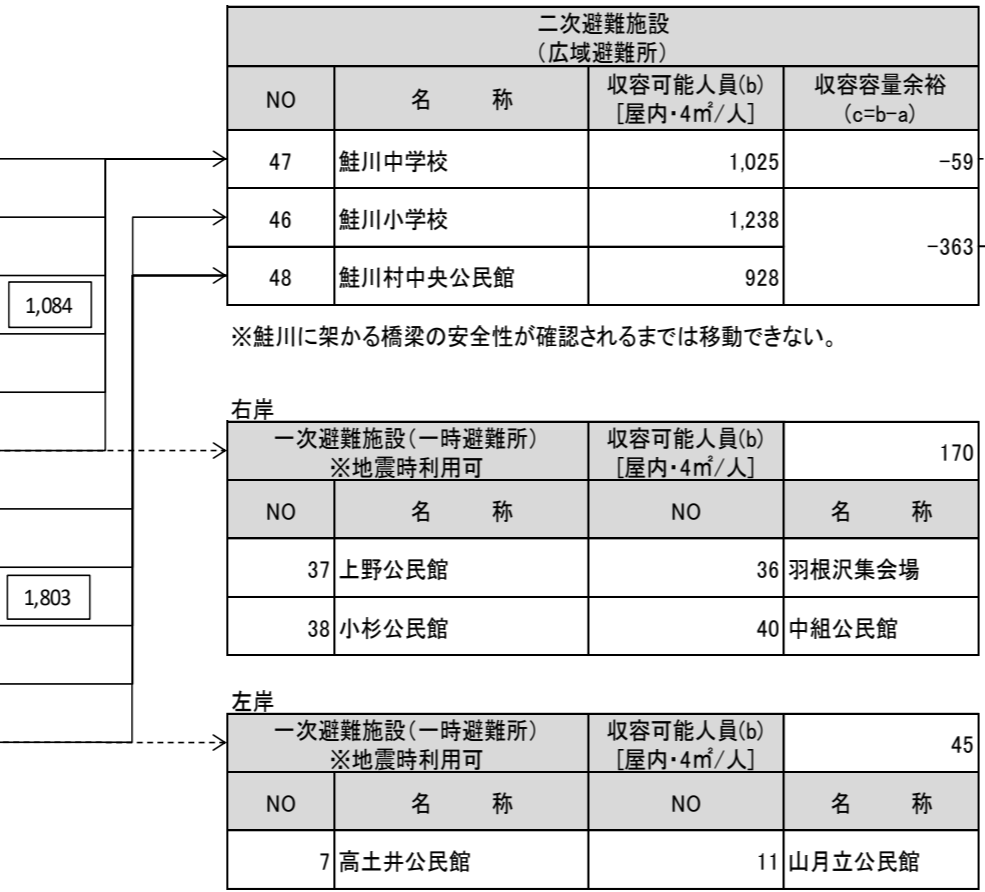 二次避難施設
(広域避難所)
NO 名 称 収容可能人員(b) 収容容量余裕
[屋内・4㎡/人] (c=b-a)
47 鮭川中学校 1,025 -59
46 鮭川小学校 1,238
-363
48 鮭川村中央公民館 928
1,084
※鮭川に架かる橋梁の安全性が確認されるまでは移動できない。
右岸
一次避難施設(一時避難所) 収容可能人員(b) 170
※地震時利用可 [屋内・4㎡/人]
NO 名 称 NO 名 称
37 上野公民館 36 羽根沢集会場
1,803
38 小杉公民館 40 中組公民館
左岸
一次避難施設(一時避難所) 収容可能人員(b) 45
※地震時利用可 [屋内・4㎡/人]
NO 名 称 NO 名 称
7 高土井公民館 11 山月立公民館